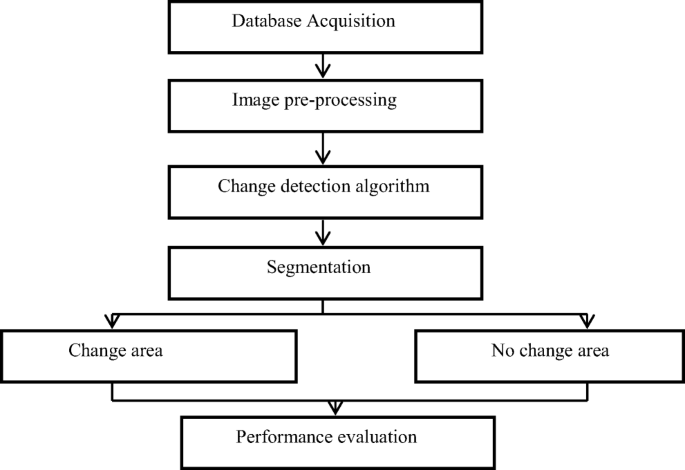 Database Acquisition
Image pre-processing
Change detection algorithm
Segmentation
Change area
No change area
Performance evaluation